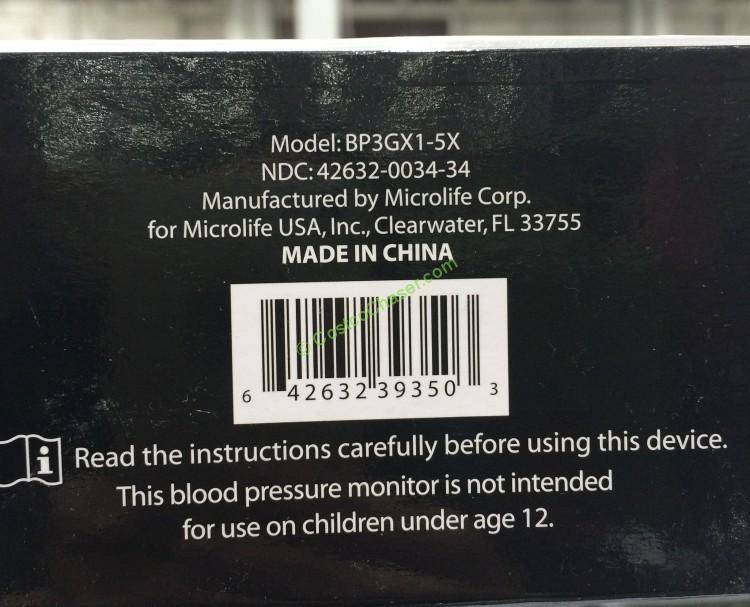 Model: BP3GX1-5X
NDC: 42632-0034-34
Manufactured by Microlife Corp.
for Microlife USA, Inc., Clearwater, FL 33755
MADE IN CHINA
© CostcoChaser.com
6 42632 39350 3
i Read the instructions carefully before using this device.
This blood pressure monitor is not intended
for use on children under age 12.